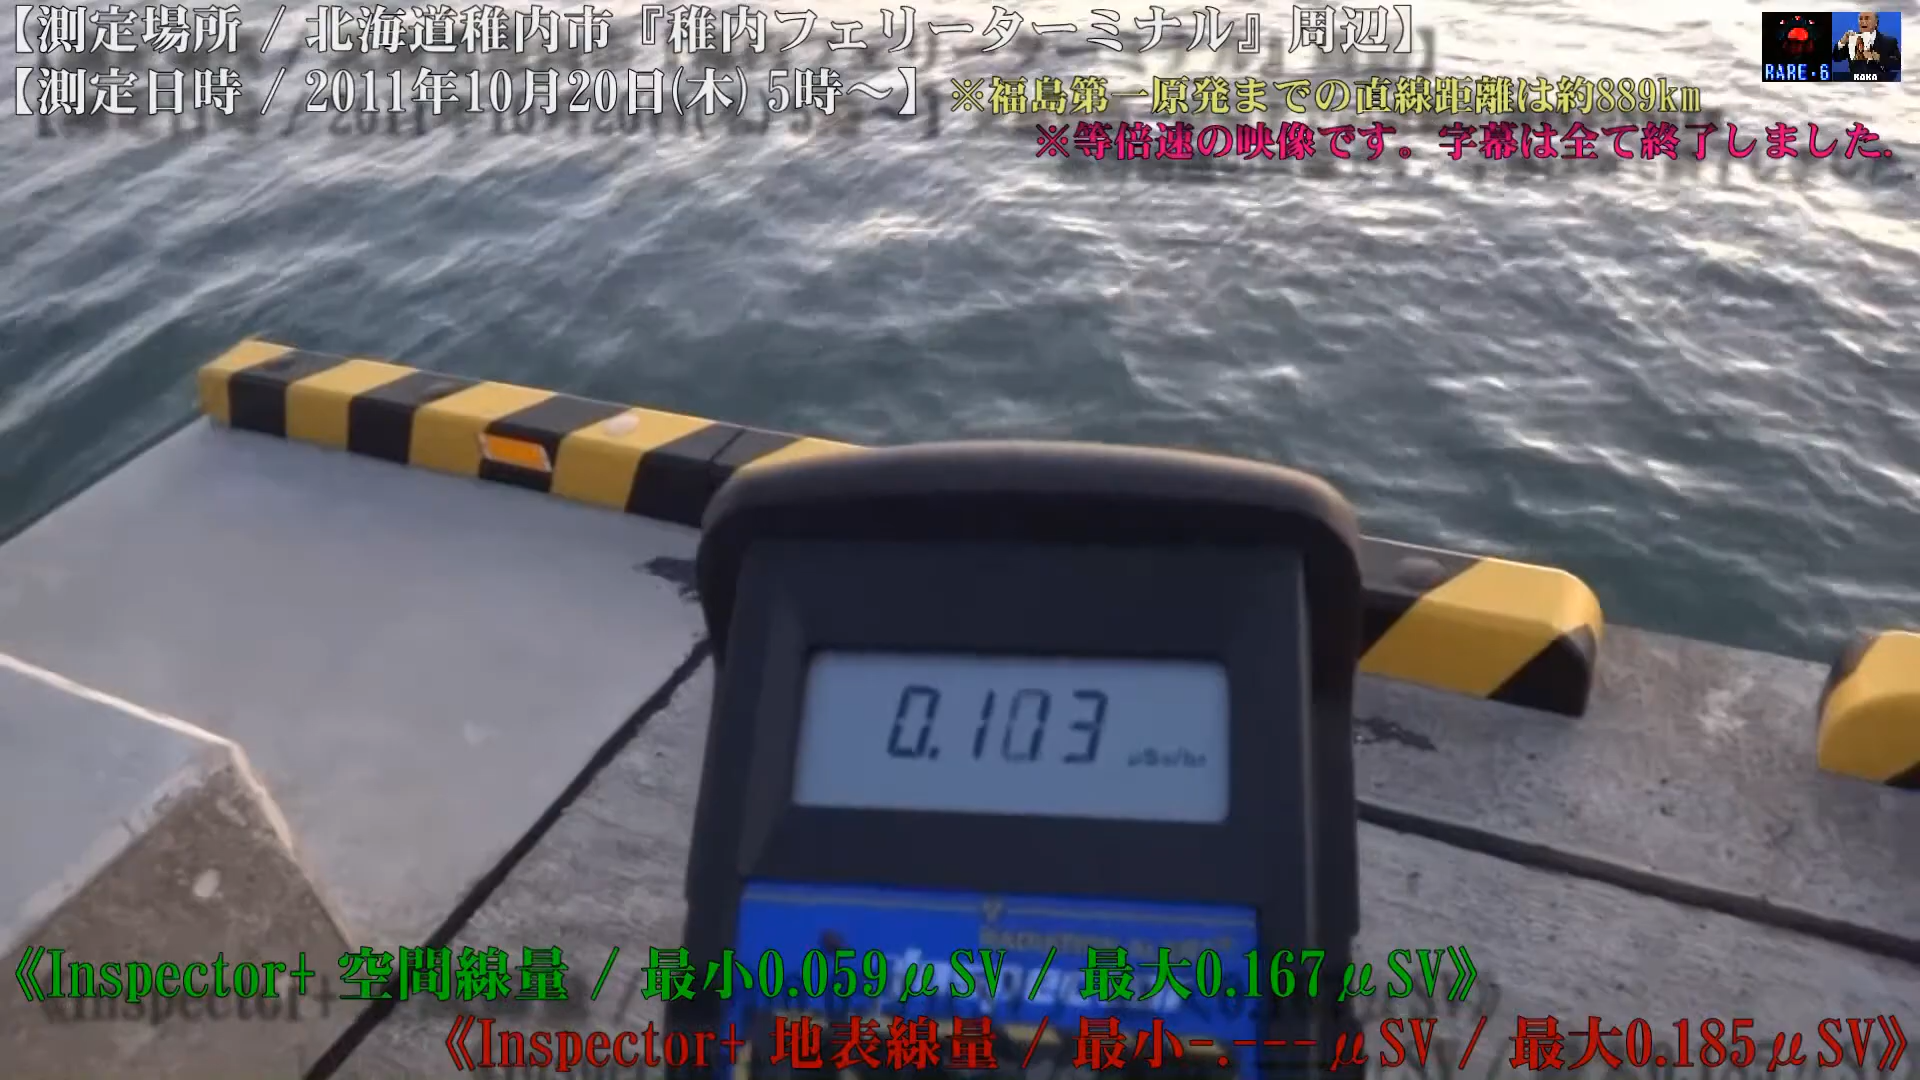 【測定場所 / 北海道稚内市『稚内フェリーターミナル』周辺】
【測定日時 / 2011年10月20日(木) 5時～】
※福島第一原発までの直線距離は約889km
※等倍速の映像です。字幕は全て終了しました.
RARE・6
KAKA
0.103 μSv/hr
《Inspector+ 空間線量 / 最小0.059μSV / 最大0.167μSV》
《Inspector+ 地表線量 / 最小-.---μSV / 最大0.185μSV》